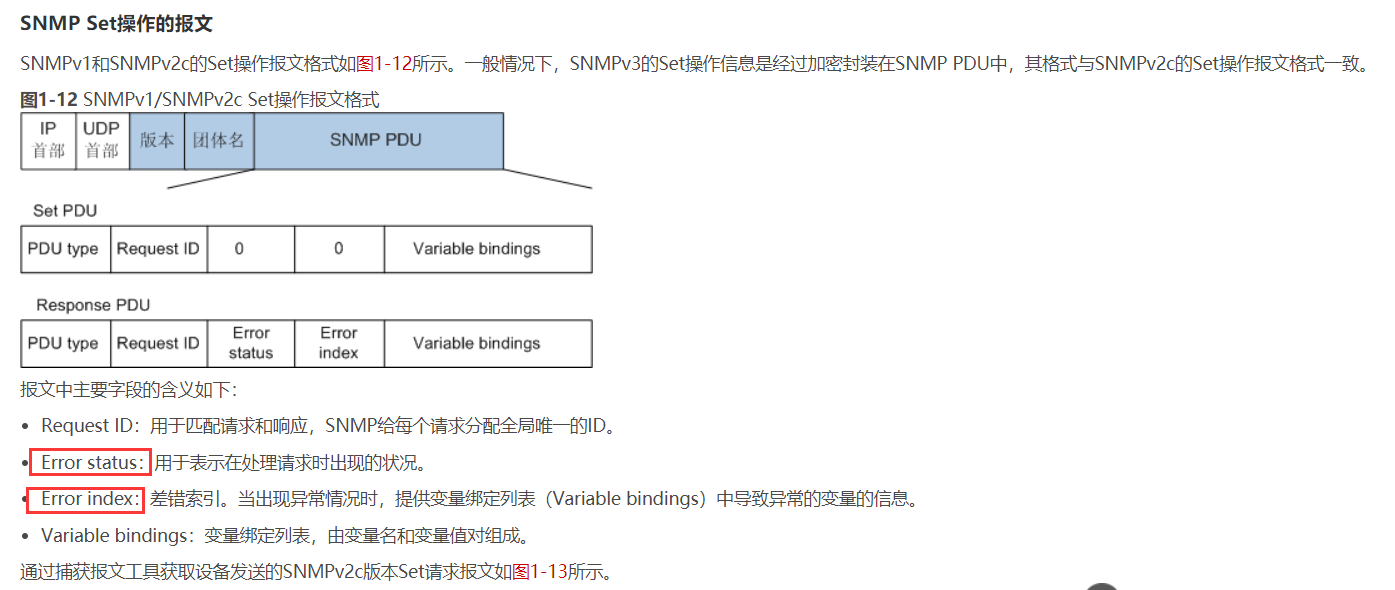 SNMP Set操作的报文
SNMPv1和SNMPv2c的Set操作报文格式如图1-12所示。一般情况下，SNMPv3的Set操作信息是经过加密封装在SNMP PDU中，其格式与SNMPv2c的Set操作报文格式一致。
图1-12 SNMPv1/SNMPv2c Set操作报文格式
IP首部 UDP首部 版本 团体名 SNMP PDU
Set PDU
PDU type Request ID 0 0 Variable bindings
Response PDU
PDU type Request ID Error status Error index Variable bindings
报文中主要字段的含义如下：
• Request ID：用于匹配请求和响应，SNMP给每个请求分配全局唯一的ID。
• Error status：用于表示在处理请求时出现的状况。
• Error index：差错索引。当出现异常情况时，提供变量绑定列表（Variable bindings）中导致异常的变量的信息。
• Variable bindings：变量绑定列表，由变量名和变量值对组成。
通过捕获报文工具获取设备发送的SNMPv2c版本Set请求报文如图1-13所示。